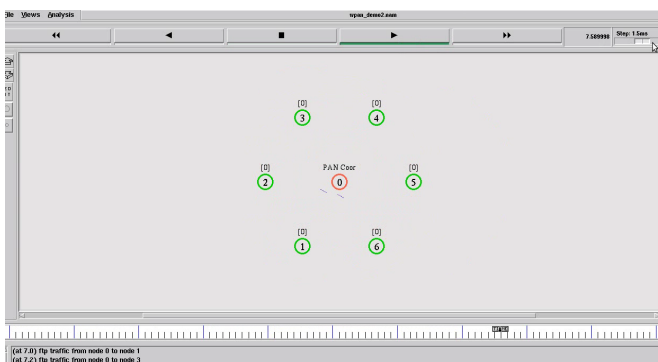 File Views Analysis
wpan_demo2.nam
7.509990
Step: 1.5ms
[0] [0]
3 4
[0] PAN Coor [0]
2 0 5
[0] [0]
1 6
(at 7.0) ftp traffic from node 0 to node 1
(at 7.2) ftp traffic from node 0 to node 3